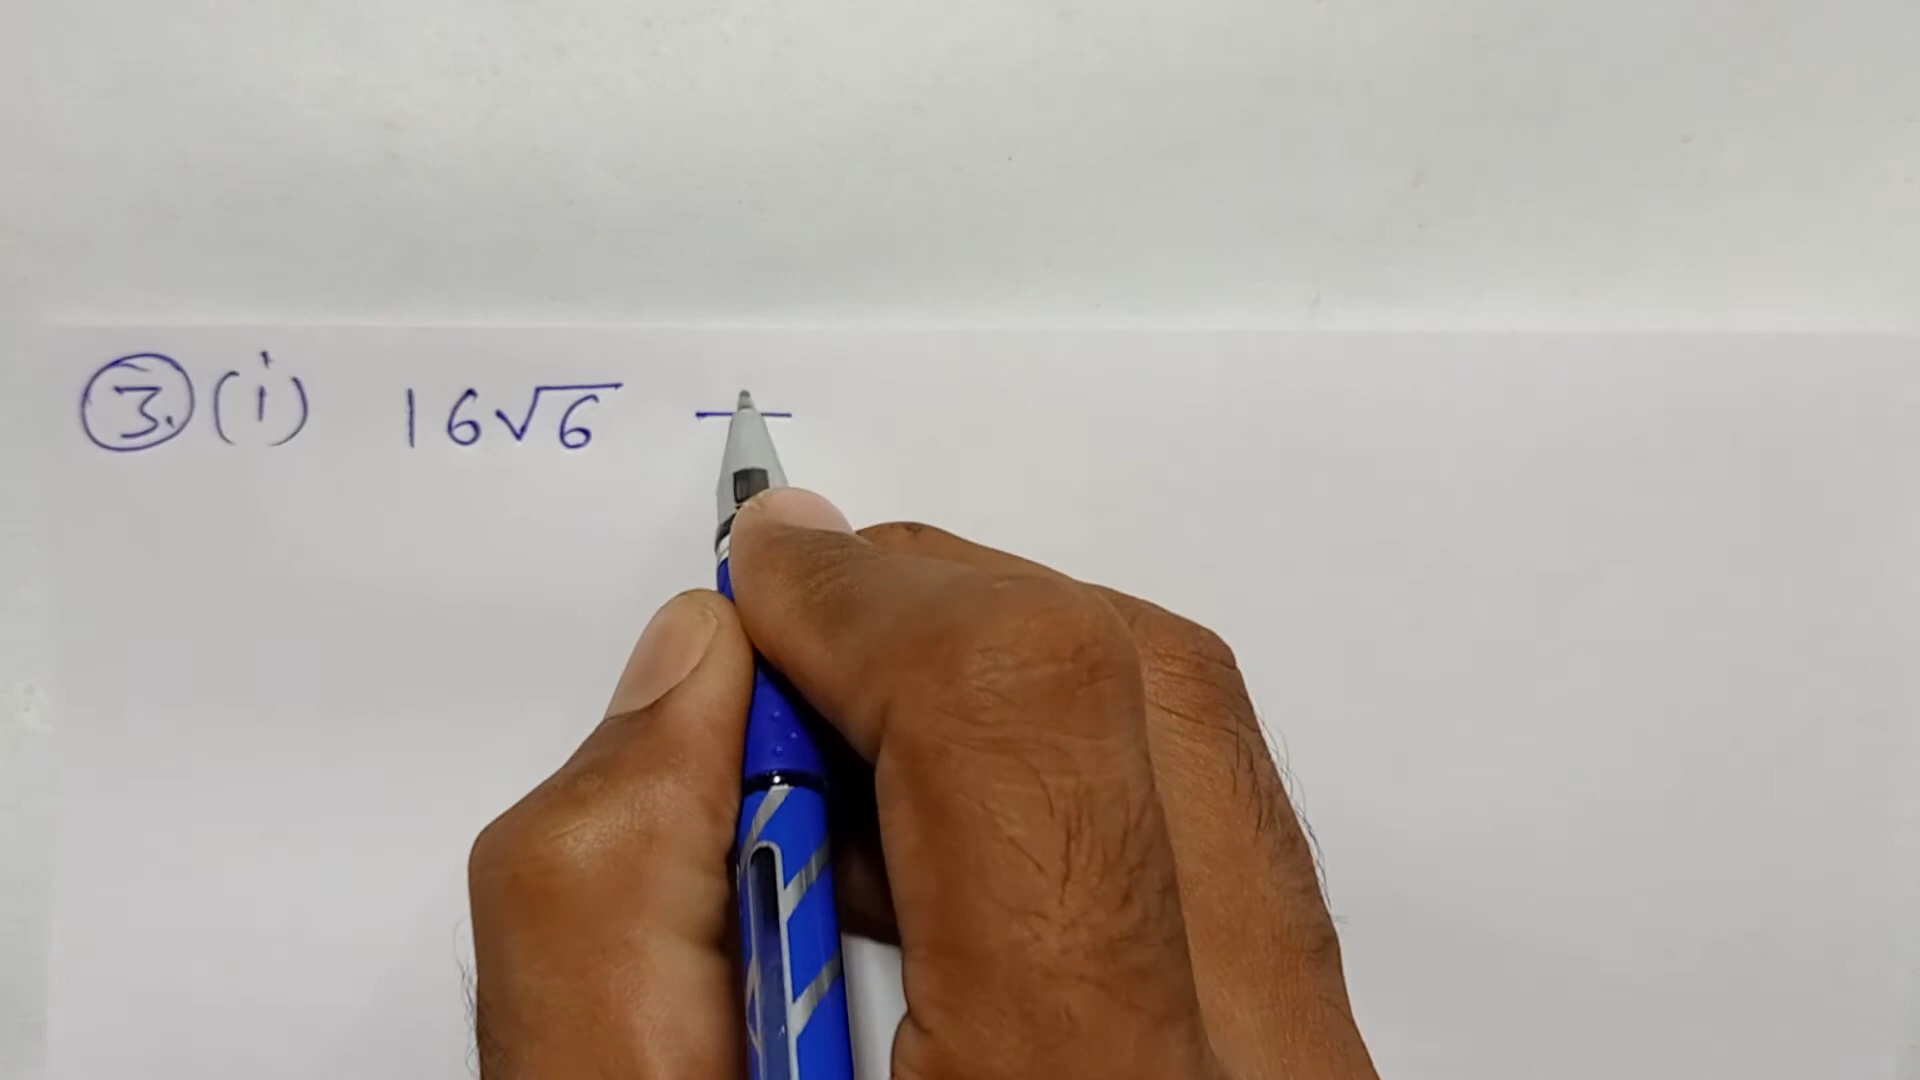 3. (i) 16√6 —